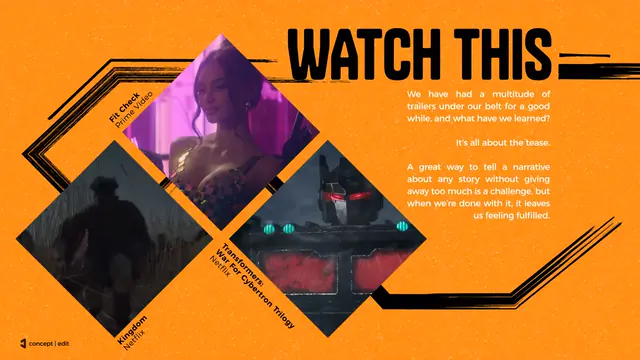 WATCH THIS
We have had a multitude of
trailers under our belt for a good
while, and what have we learned?
It's all about the tease.
A great way to tell a narrative
about any story without giving
away too much is a challenge, but
when we're done with it, it leaves
us feeling fulfilled.
Fit Check
Prime Video
Transformers:
War For Cybertron Trilogy
Netflix
Kingdom
Netflix
concept | edit